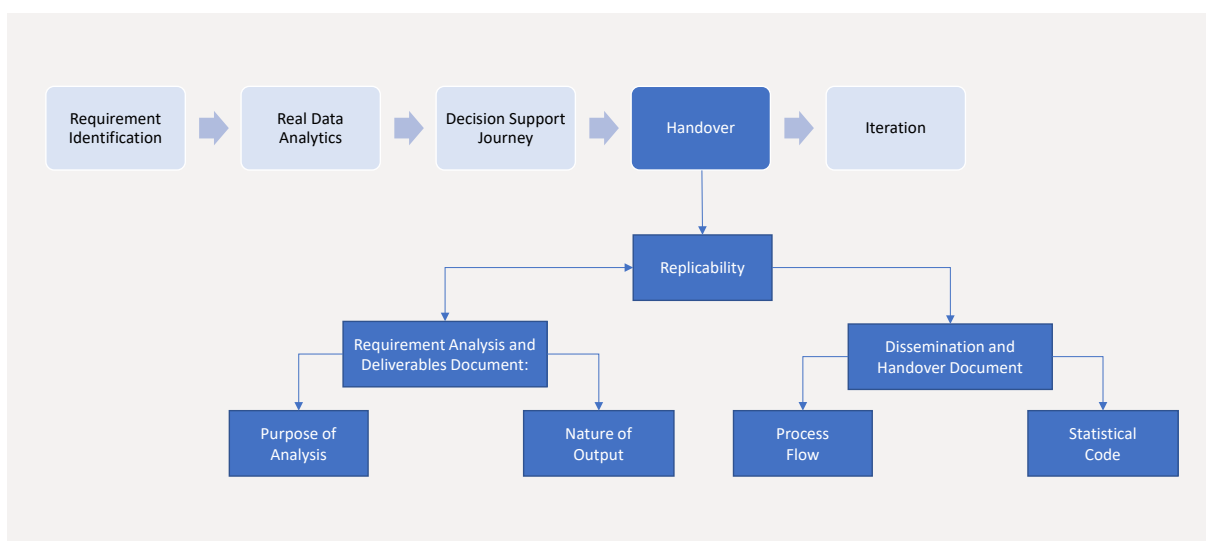 Requirement
Identification
Real Data
Analytics
Decision Support
Journey
Handover
Iteration
Replicability
Requirement Analysis and
Deliverables Document:
Dissemination and
Handover Document
Purpose of
Analysis
Nature of
Output
Process
Flow
Statistical
Code